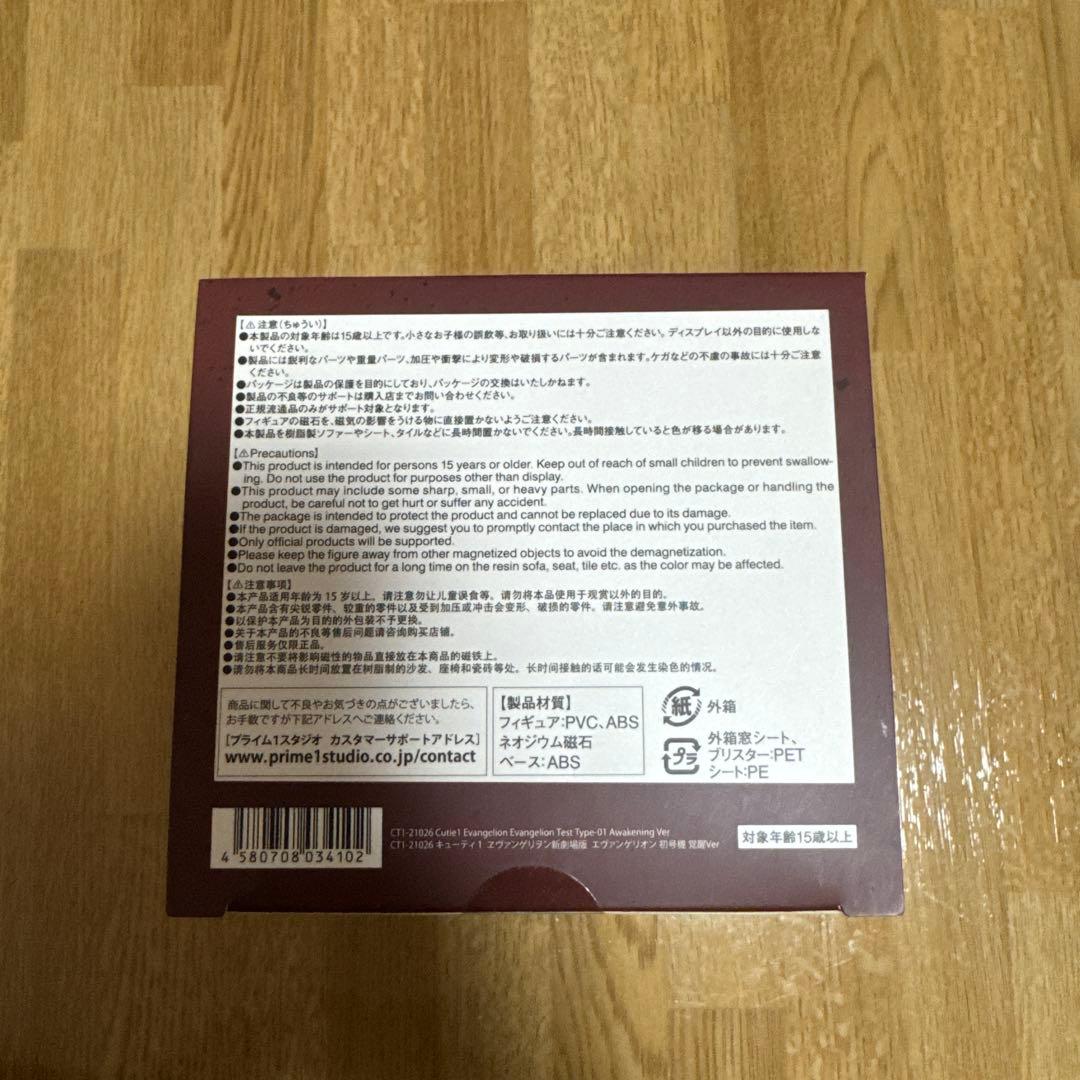 【⚠注意(ちゅうい)】
●本製品の対象年齢は15歳以上です。小さなお子様の誤飲等、お取り扱いには十分ご注意ください。ディスプレイ以外の目的に使用しな
いでください。
●製品には鋭利なパーツや重量パーツ、加圧や衝撃により変形や破損するパーツが含まれます。ケガなどの不慮の事故には十分ご注意
ください。
●パッケージは製品の保護を目的にしており、パッケージの交換はいたしかねます。
●製品の不良等のサポートは購入店までお問い合わせください。
●正規流通品のみがサポート対象となります。
●フィギュアの磁石を、磁気の影響をうける物に直接置かないようご注意ください。
●本製品を樹脂製ソファーやシート、タイルなどに長時間置かないでください。長時間接触していると色が移る場合があります。
【⚠Precautions】
●This product is intended for persons 15 years or older. Keep out of reach of small children to prevent swallow-
ing. Do not use the product for purposes other than display.
●This product may include some sharp, small, or heavy parts. When opening the package or handling the
product, be careful not to get hurt or suffer any accident.
●The package is intended to protect the product and cannot be replaced due to its damage.
●If the product is damaged, we suggest you to promptly contact the place in which you purchased the item.
●Only official products will be supported.
●Please keep the figure away from other magnetized objects to avoid the demagnetization.
●Do not leave the product for a long time on the resin sofa, seat, tile etc. as the color may be affected.
【⚠注意事项】
●本产品适用年龄为 15 岁以上。请注意勿让儿童误食等。请勿将本品使用于观赏以外的目的。
●本产品含有尖锐零件、较重的零件以及受到加压或冲击会变形、破损的零件。请注意避免意外事故。
●以保护本产品为目的的外包装不予更换。
●关于本产品的不良等售后问题请咨询购买店铺。
●售后服务仅限正品。
●请注意不要将影响磁性的物品直接放在本商品的磁铁上。
●请勿将本商品长时间放置在树脂制的沙发、座椅和瓷砖等处。长时间接触的话可能会发生染色的情况。
商品に関して不良やお気づきの点がございましたら、
お手数ですが下記アドレスへご連絡ください。
[プライム1スタジオ カスタマーサポートアドレス]
www.prime1studio.co.jp/contact
【製品材質】
フィギュア:PVC、ABS
ネオジウム磁石
ベース:ABS
紙 外箱
プラ 外箱窓シート、
ブリスター:PET
シート:PE
4 580708 034102
CT1-21026 Cutie1 Evangelion Evangelion Test Type-01 Awakening Ver
CT1-21026 キューティ1 ヱヴァンゲリヲン新劇場版 エヴァンゲリオン 初号機 覚醒Ver
対象年齢15歳以上